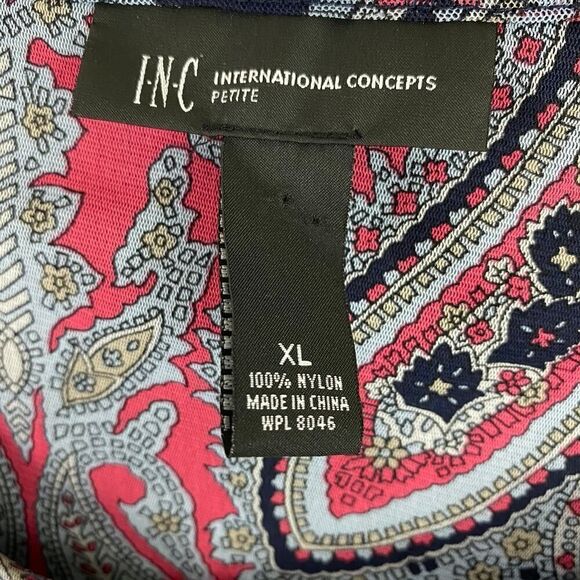 I·N·C INTERNATIONAL CONCEPTS
PETITE
XL
100% NYLON
MADE IN CHINA
WPL 8046